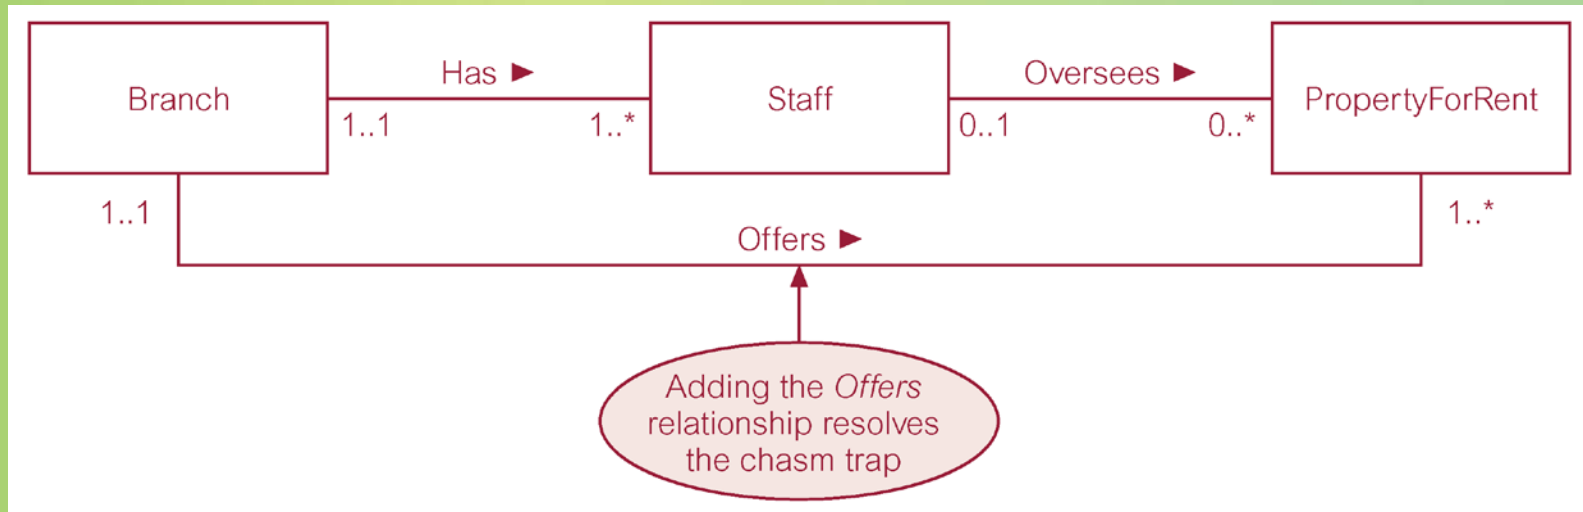 Has ►
Oversees ►
Branch
Staff
PropertyForRent
1..1
1..*
0..1
0..*
1..1
1..*
Offers ►
Adding the Offers
relationship resolves
the chasm trap